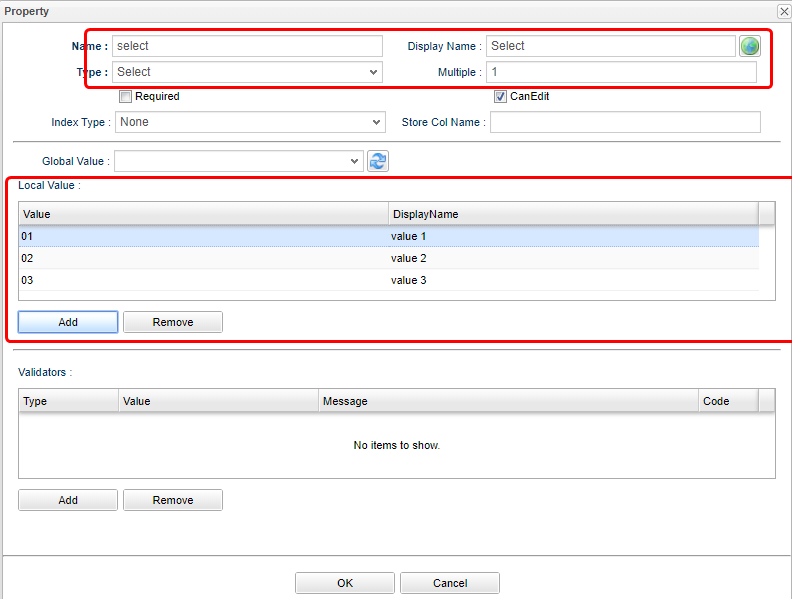 Property
Name : select Display Name : Select
Type : Select Multiple : 1
Required CanEdit
Index Type : None Store Col Name :
Global Value :
Local Value :
Value DisplayName
01 value 1
02 value 2
03 value 3
Add Remove
Validators :
Type Value Message Code
No items to show.
Add Remove
OK Cancel